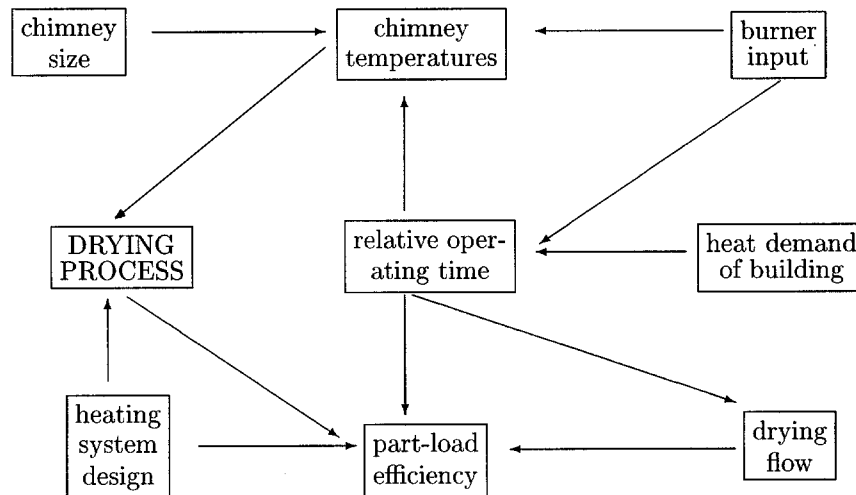 chimney
size
chimney
temperatures
burner
input
DRYING
PROCESS
relative oper-
ating time
heat demand
of building
heating
system
design
part-load
efficiency
drying
flow